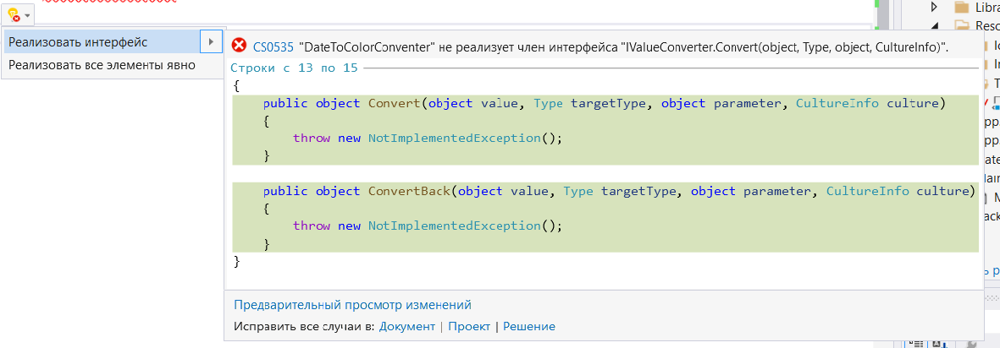 Реализовать интерфейс
Реализовать все элементы явно
CS0535 "DateToColorConventer" не реализует член интерфейса "IValueConverter.Convert(object, Type, object, CultureInfo)".
Строки с 13 по 15
{
public object Convert(object value, Type targetType, object parameter, CultureInfo culture)
{
throw new NotImplementedException();
}
public object ConvertBack(object value, Type targetType, object parameter, CultureInfo culture)
{
throw new NotImplementedException();
}
}
Предварительный просмотр изменений
Исправить все случаи в: Документ | Проект | Решение
Libra
Reso